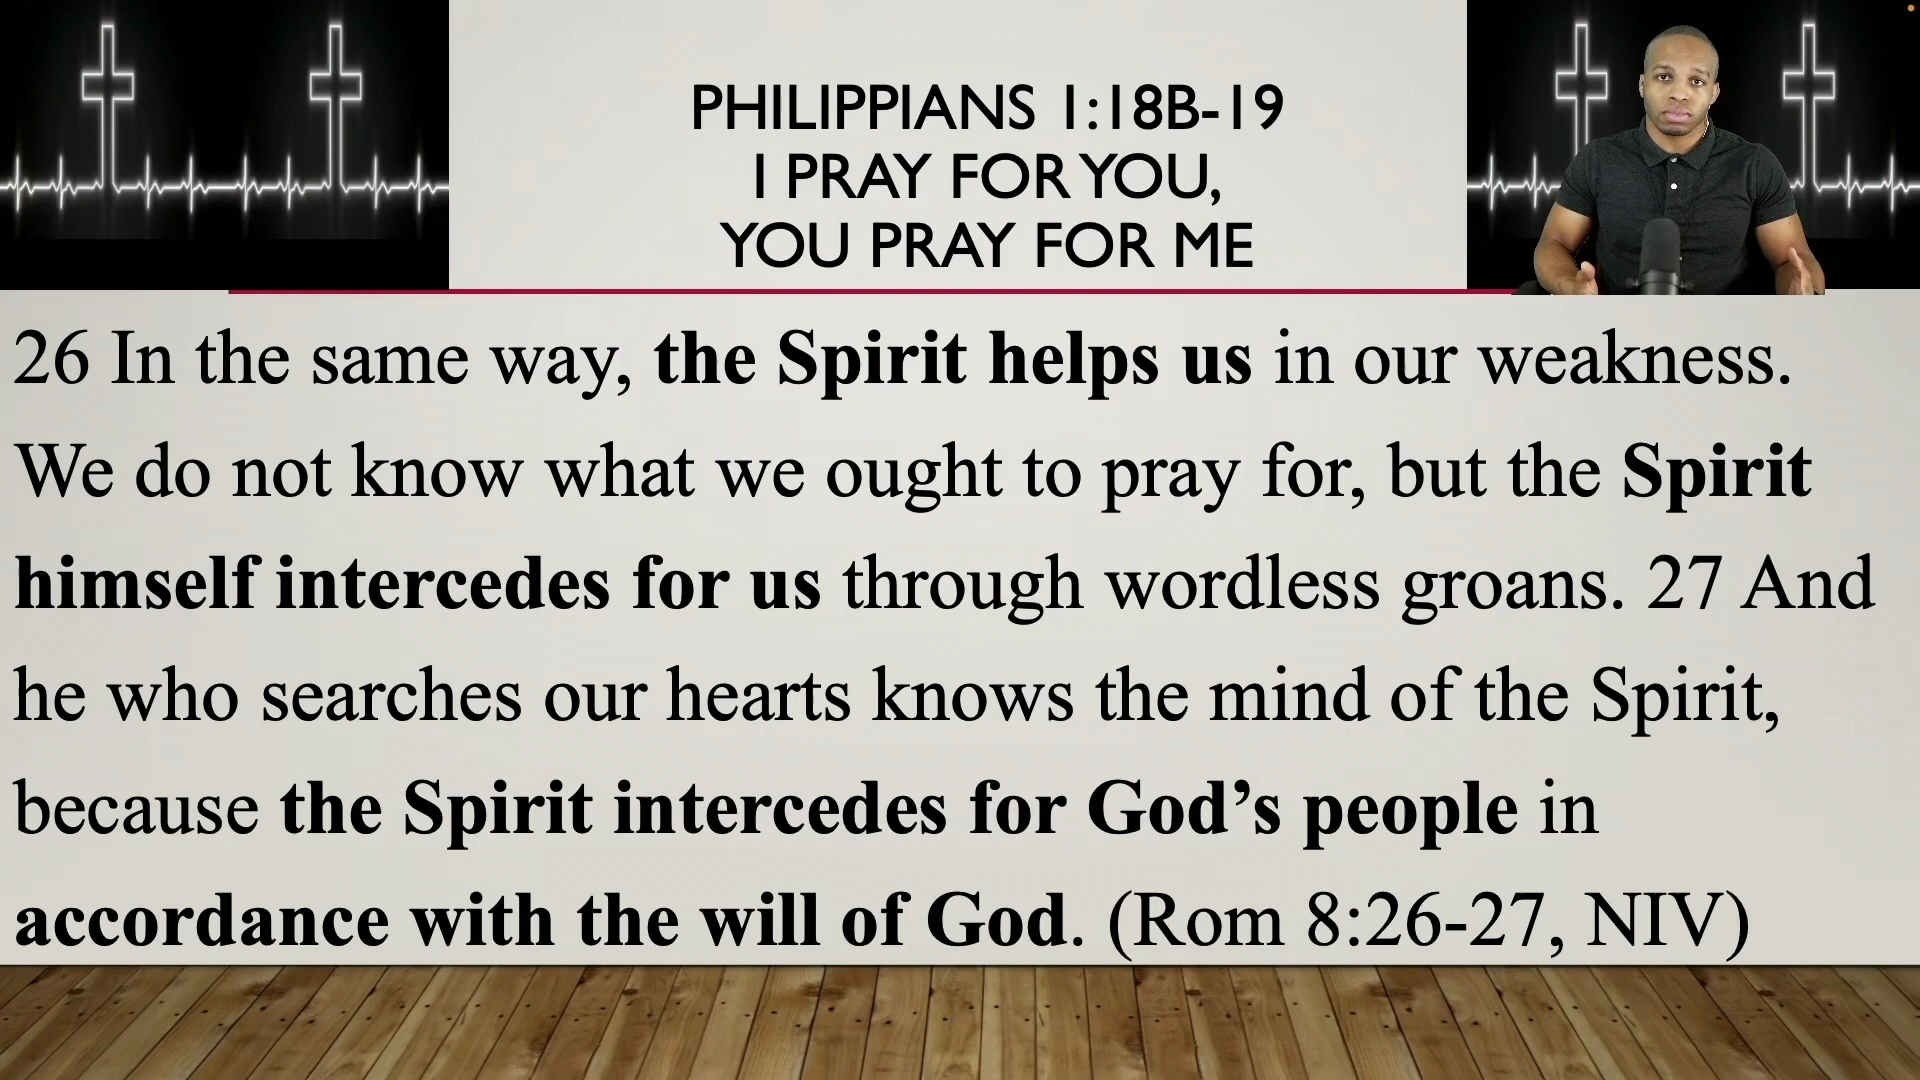 PHILIPPIANS 1:18B-19
I PRAY FOR YOU,
YOU PRAY FOR ME
26 In the same way, the Spirit helps us in our weakness.
We do not know what we ought to pray for, but the Spirit
himself intercedes for us through wordless groans. 27 And
he who searches our hearts knows the mind of the Spirit,
because the Spirit intercedes for God’s people in
accordance with the will of God. (Rom 8:26-27, NIV)